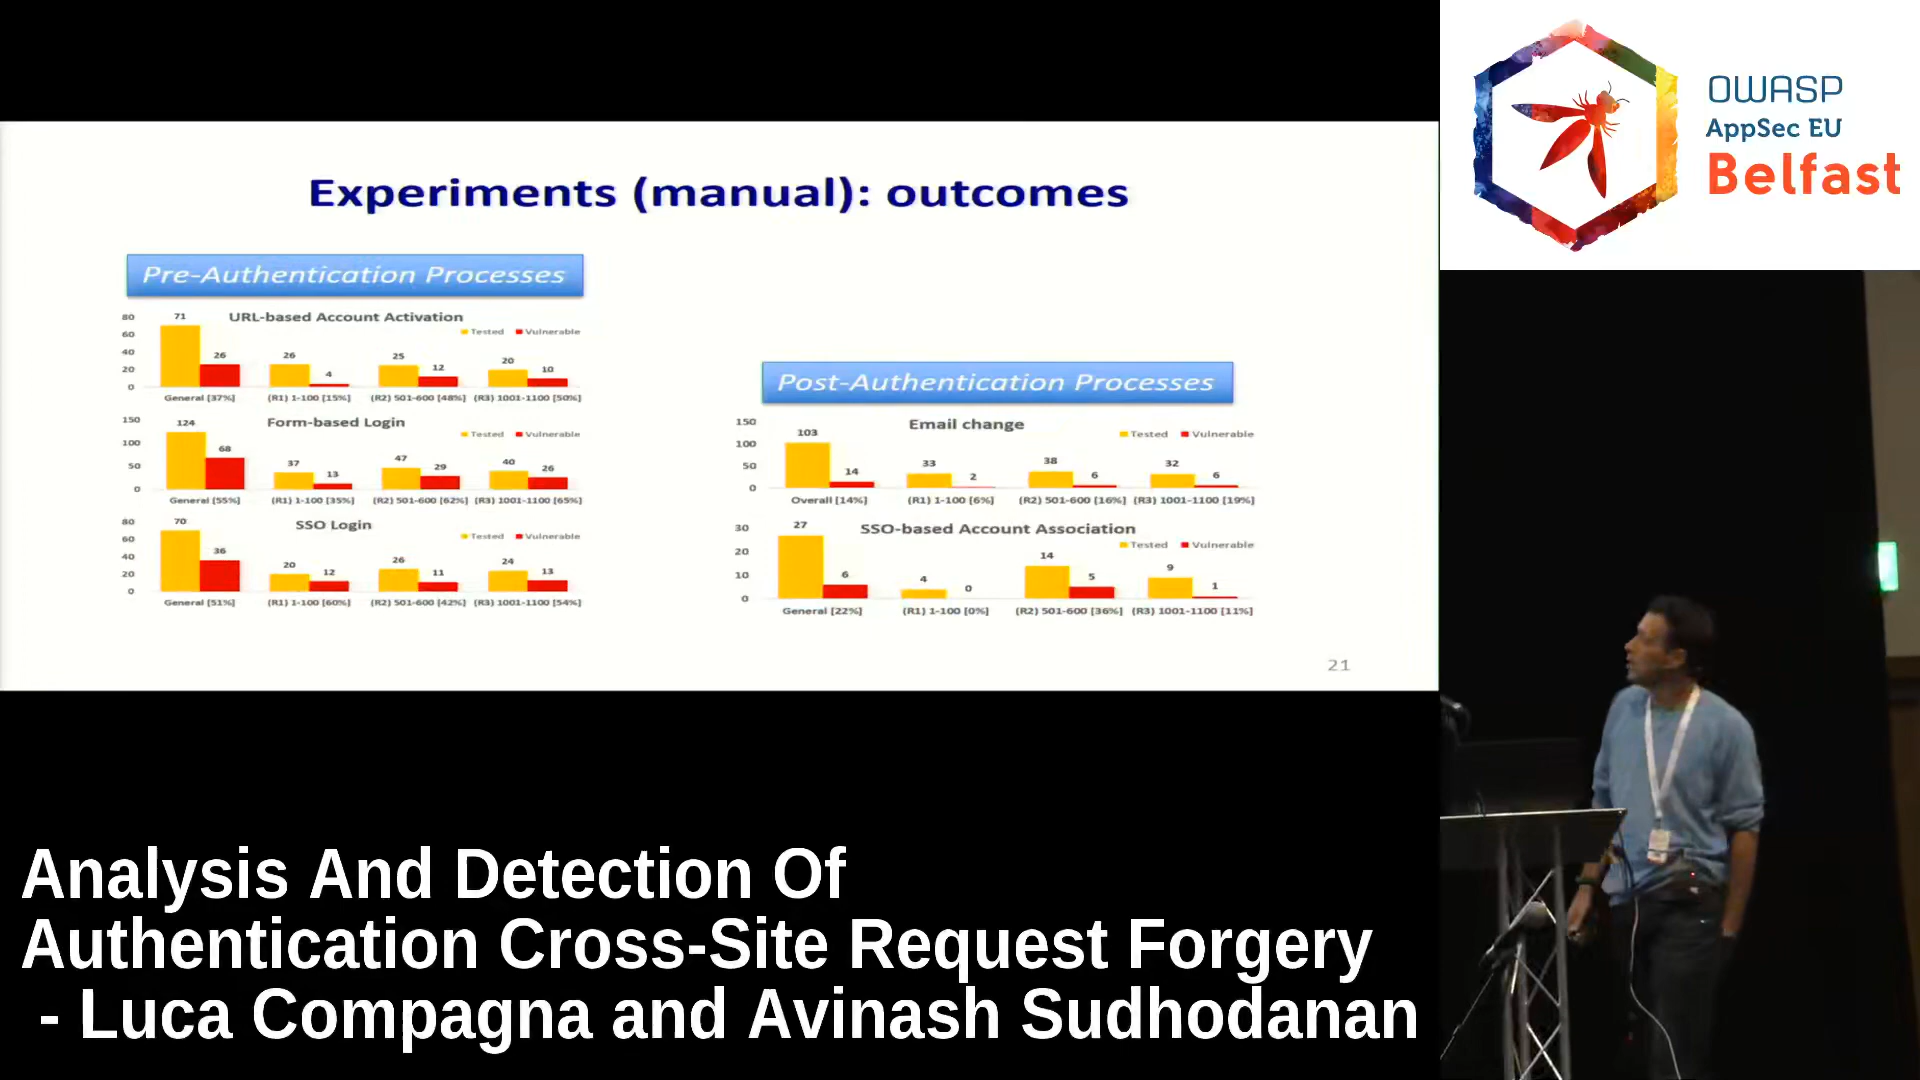 OWASP
AppSec EU
Belfast
Experiments (manual): outcomes
Pre-Authentication Processes
URL-based Account Activation
Tested Vulnerable
80
60
40
20
0
71 26 26 4 25 12 20 10
General [37%] (R1) 1-100 [15%] (R2) 501-600 [48%] (R3) 1001-1100 [50%]
Form-based Login
Tested Vulnerable
150
100
50
0
124 68 37 13 47 29 40 26
General [55%] (R1) 1-100 [35%] (R2) 501-600 [62%] (R3) 1001-1100 [65%]
SSO Login
Tested Vulnerable
80
60
40
20
0
70 36 20 12 26 11 24 13
General [51%] (R1) 1-100 [60%] (R2) 501-600 [42%] (R3) 1001-1100 [54%]
Post-Authentication Processes
Email change
Tested Vulnerable
150
100
50
0
103 14 33 2 38 6 32 6
Overall [14%] (R1) 1-100 [6%] (R2) 501-600 [16%] (R3) 1001-1100 [19%]
SSO-based Account Association
Tested Vulnerable
30
20
10
0
27 6 4 0 14 5 9 1
General [22%] (R1) 1-100 [0%] (R2) 501-600 [36%] (R3) 1001-1100 [11%]
21
Analysis And Detection Of
Authentication Cross-Site Request Forgery
- Luca Compagna and Avinash Sudhodanan